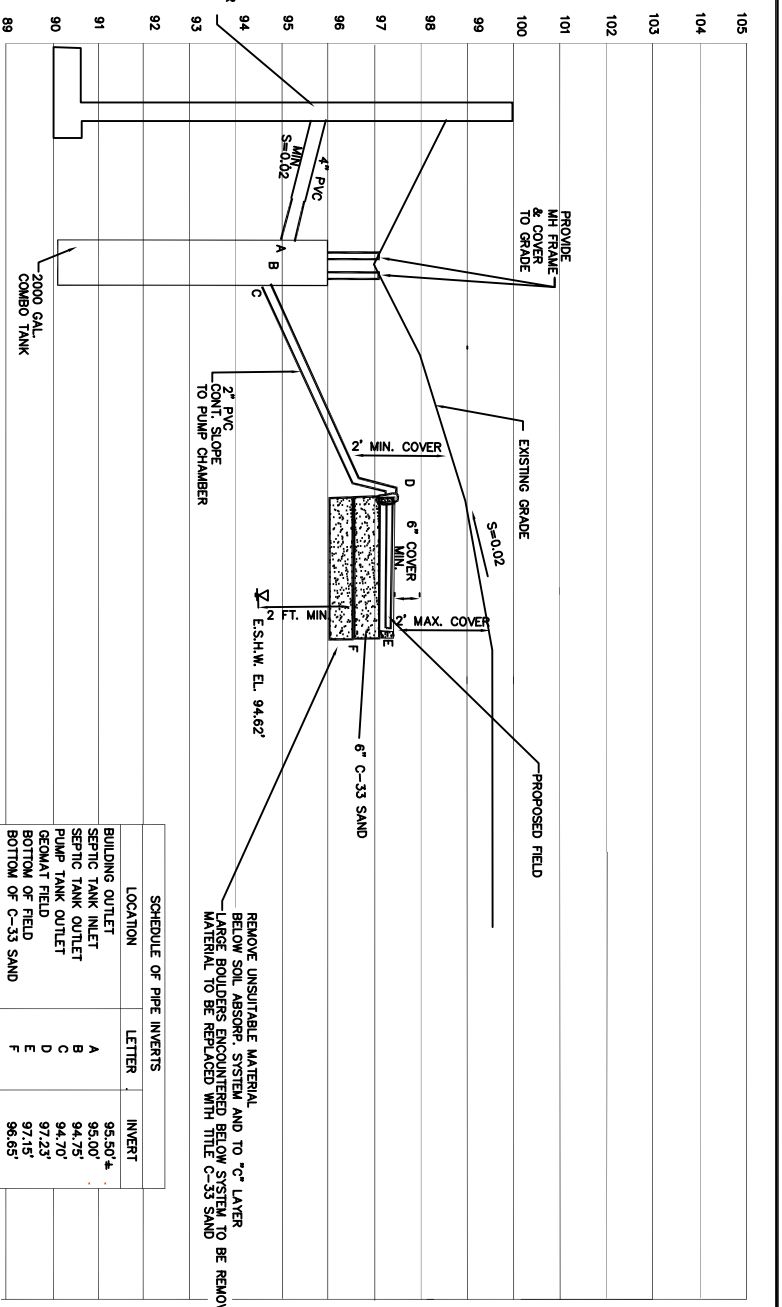 105
104
103
102
101
100
99
98
97
96
95
94
93
92
91
90
89
4" PVC
MIN.
S=0.02
PROVIDE
MH FRAME
& COVER
TO GRADE
A
B
C
2000 GAL.
COMBO TANK
2" PVC
CONT. SLOPE
TO PUMP CHAMBER
EXISTING GRADE
2' MIN. COVER
S=0.02
D
6" COVER
MIN.
2' MAX. COVER
E
F
2 FT. MIN
E.S.H.W. EL. 94.62'
PROPOSED FIELD
6" C-33 SAND
REMOVE UNSUITABLE MATERIAL
BELOW SOIL ABSORP. SYSTEM AND TO "C" LAYER
LARGE BOULDERS ENCOUNTERED BELOW SYSTEM TO BE REMOV
MATERIAL TO BE REPLACED WITH TITLE C-33 SAND
SCHEDULE OF PIPE INVERTS
LOCATION LETTER INVERT
BUILDING OUTLET 95.50'±
SEPTIC TANK INLET A 95.00'
SEPTIC TANK OUTLET B 94.75'
PUMP TANK OUTLET C 94.70'
GEOMAT FIELD D 97.23'
BOTTOM OF FIELD E 97.15'
BOTTOM OF C-33 SAND F 96.65'